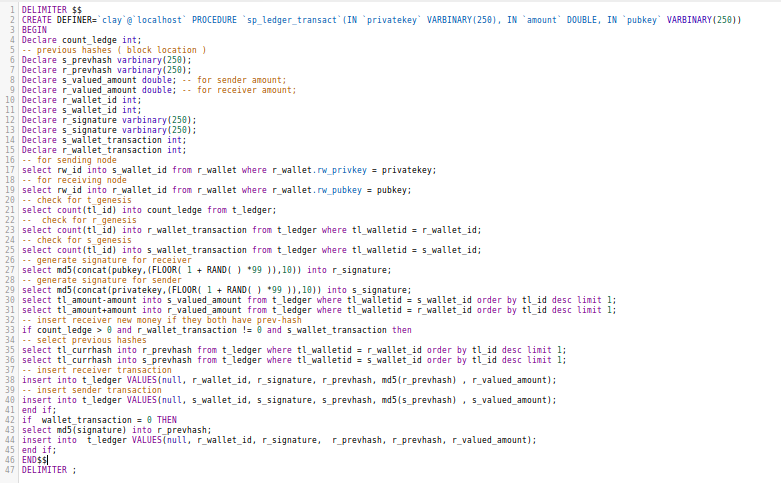 1 DELIMITER $$
2 CREATE DEFINER=`clay`@`localhost` PROCEDURE `sp_ledger_transact`(IN `privatekey` VARBINARY(250), IN `amount` DOUBLE, IN `pubkey` VARBINARY(250))
3 BEGIN
4 Declare count_ledge int;
5 -- previous hashes ( block location )
6 Declare s_prevhash varbinary(250);
7 Declare r_prevhash varbinary(250);
8 Declare s_valued_amount double; -- for sender amount;
9 Declare r_valued_amount double; -- for receiver amount;
10 Declare r_wallet_id int;
11 Declare s_wallet_id int;
12 Declare r_signature varbinary(250);
13 Declare s_signature varbinary(250);
14 Declare s_wallet_transaction int;
15 Declare r_wallet_transaction int;
16 -- for sending node
17 select rw_id into s_wallet_id from r_wallet where r_wallet.rw_privkey = privatekey;
18 -- for receiving node
19 select rw_id into r_wallet_id from r_wallet where r_wallet.rw_pubkey = pubkey;
20 -- check for t_genesis
21 select count(tl_id) into count_ledge from t_ledger;
22 --  check for r_genesis
23 select count(tl_id) into r_wallet_transaction from t_ledger where tl_walletid = r_wallet_id;
24 -- check for s_genesis
25 select count(tl_id) into s_wallet_transaction from t_ledger where tl_walletid = s_wallet_id;
26 -- generate signature for receiver
27 select md5(concat(pubkey,(FLOOR( 1 + RAND( ) *99 )),10)) into r_signature;
28 -- generate signature for sender
29 select md5(concat(privatekey,(FLOOR( 1 + RAND( ) *99 )),10)) into s_signature;
30 select tl_amount-amount into s_valued_amount from t_ledger where tl_walletid = s_wallet_id order by tl_id desc limit 1;
31 select tl_amount+amount into r_valued_amount from t_ledger where tl_walletid = r_wallet_id order by tl_id desc limit 1;
32 -- insert receiver new money if they both have prev-hash
33 if count_ledge > 0 and r_wallet_transaction != 0 and s_wallet_transaction then
34 -- select previous hashes
35 select tl_currhash into r_prevhash from t_ledger where tl_walletid = r_wallet_id order by tl_id desc limit 1;
36 select tl_currhash into s_prevhash from t_ledger where tl_walletid = s_wallet_id order by tl_id desc limit 1;
37 -- insert receiver transaction
38 insert into t_ledger VALUES(null, r_wallet_id, r_signature, r_prevhash, md5(r_prevhash) , r_valued_amount);
39 -- insert sender transaction
40 insert into t_ledger VALUES(null, s_wallet_id, s_signature, s_prevhash, md5(s_prevhash) , s_valued_amount);
41 end if;
42 if  wallet_transaction = 0 THEN
43 select md5(signature) into r_prevhash;
44 insert into  t_ledger VALUES(null, r_wallet_id, r_signature,  r_prevhash, r_prevhash, r_valued_amount);
45 end if;
46 END$$
47 DELIMITER ;